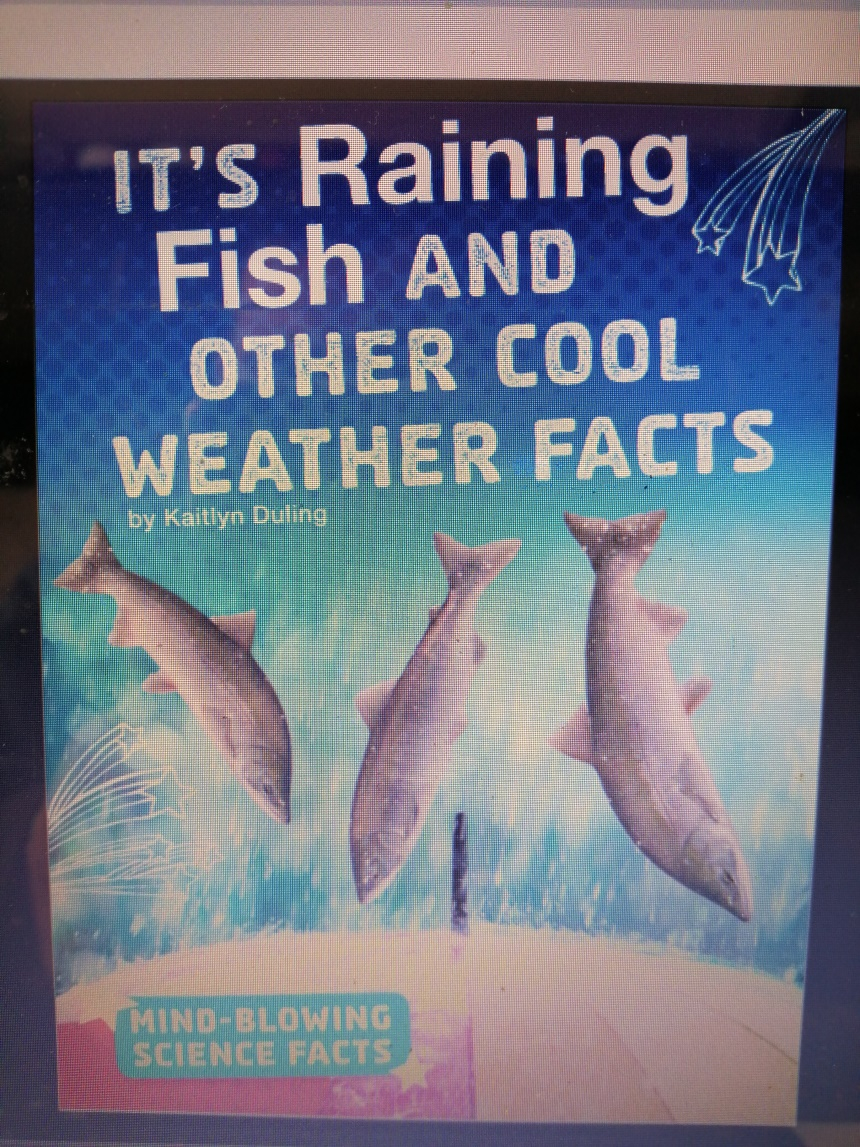 IT'S Raining
Fish AND
OTHER COOL
WEATHER FACTS
by Kaitlyn Duling
MIND-BLOWING
SCIENCE FACTS